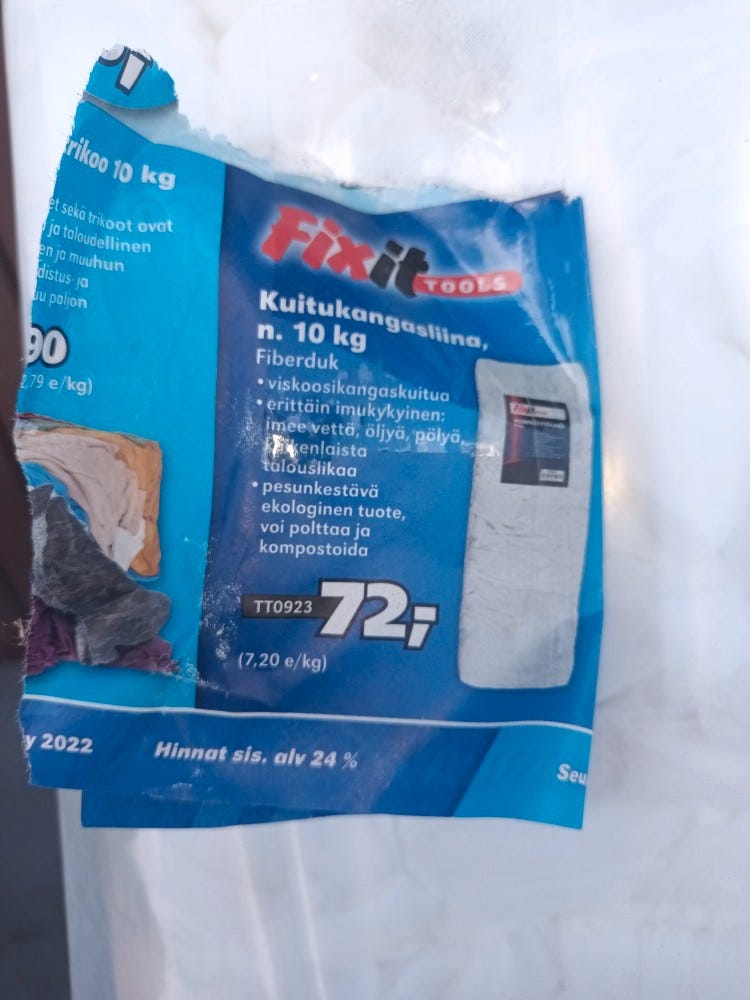 rikoo 10 kg
et sekä trikoot ovat
ja taloudellinen
en ja muuhun
distus- ja
uu paljon
90
2,79 e/kg)
Fixit
TOOLS
Kuitukangasliina,
n. 10 kg
Fiberduk
• viskoosikangaskuitua
• erittäin imukykyinen:
imee vettä, öljyä, pölyä,
talouslikaa
• pesunkestävä
ekologinen tuote,
voi polttaa ja
kompostoida
TT0923 72,-
(7,20 e/kg)
y 2022
Hinnat sis. alv 24 %
Seu